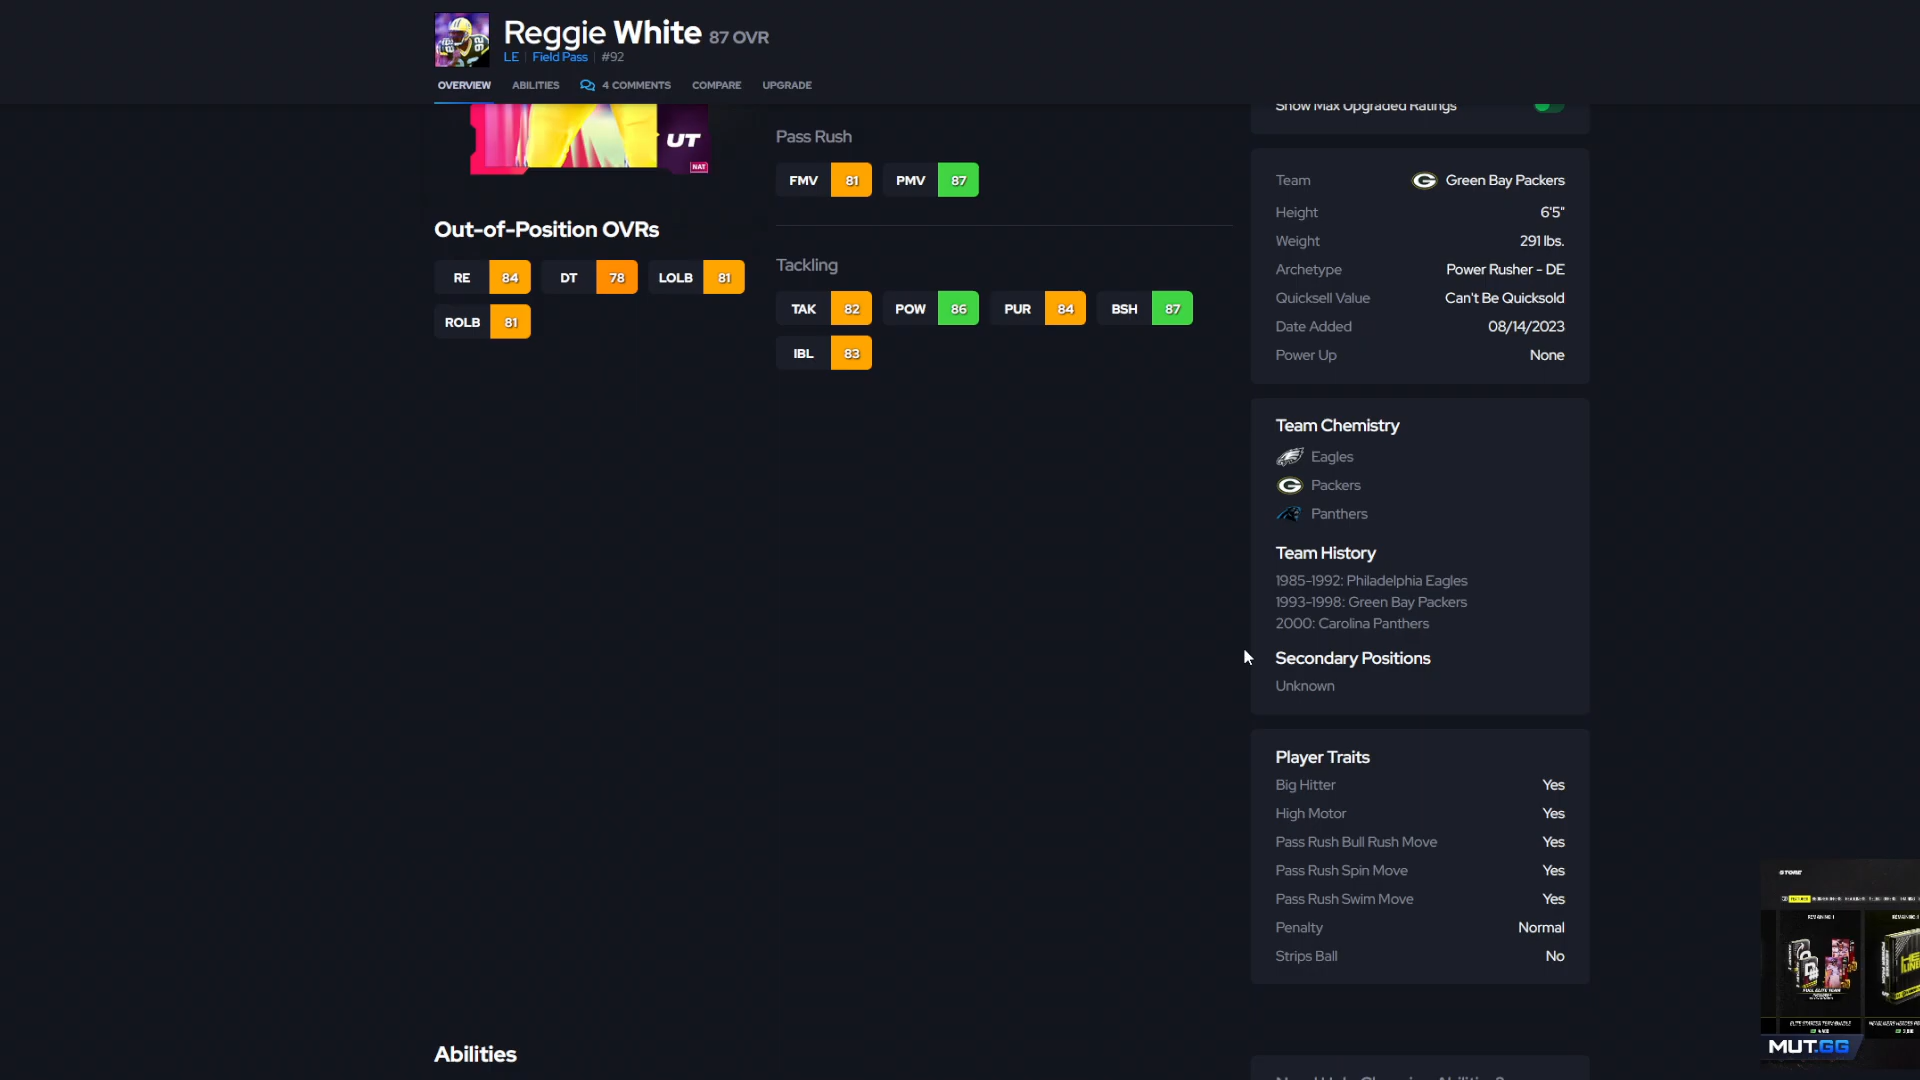 Reggie White 87 OVR
LE | Field Pass | #92
OVERVIEW ABILITIES 4 COMMENTS COMPARE UPGRADE
Show Max Upgraded Ratings
UT
NAT
Pass Rush
FMV 81 PMV 87
Out-of-Position OVRs
RE 84 DT 78 LOLB 81
ROLB 81
Tackling
TAK 82 POW 86 PUR 84 BSH 87
IBL 83
Team Green Bay Packers
Height 6'5"
Weight 291 lbs.
Archetype Power Rusher - DE
Quicksell Value Can't Be Quicksold
Date Added 08/14/2023
Power Up None
Team Chemistry
Eagles
Packers
Panthers
Team History
1985-1992: Philadelphia Eagles
1993-1998: Green Bay Packers
2000: Carolina Panthers
Secondary Positions
Unknown
Player Traits
Big Hitter Yes
High Motor Yes
Pass Rush Bull Rush Move Yes
Pass Rush Spin Move Yes
Pass Rush Swim Move Yes
Penalty Normal
Strips Ball No
Abilities
STORE
MUT.GG